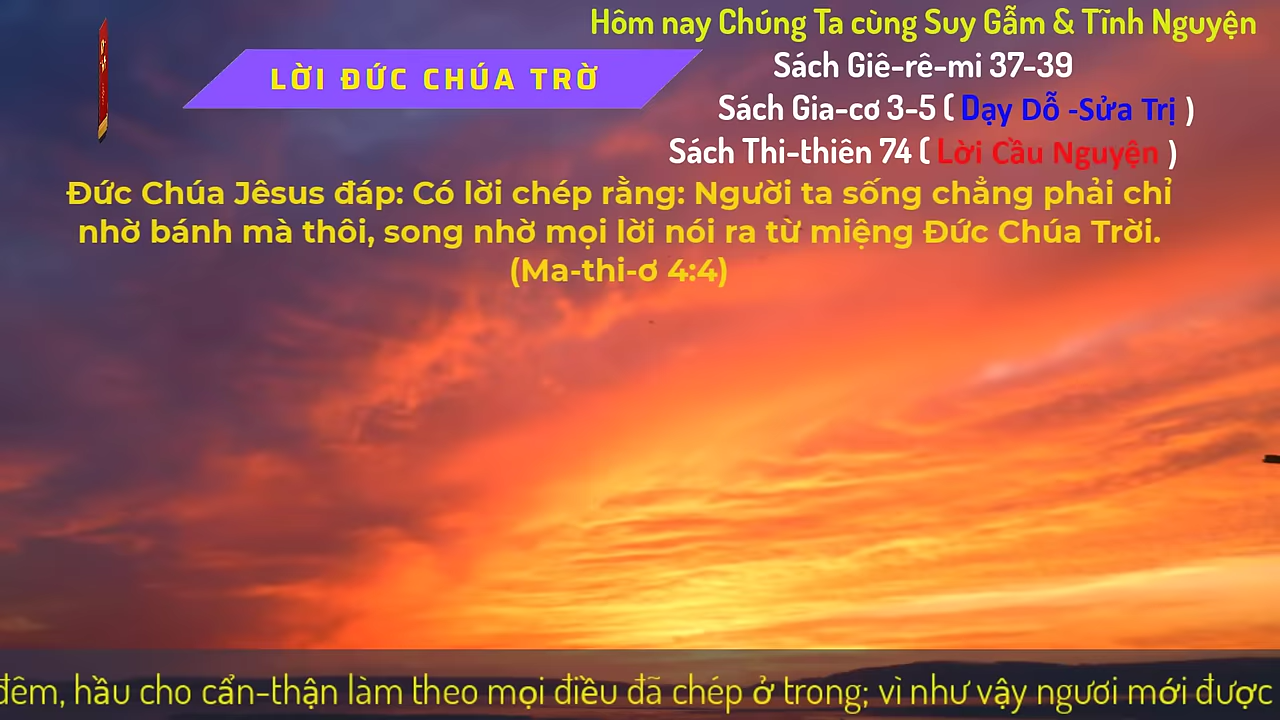 Hôm nay Chúng Ta cùng Suy Gẫm & Tĩnh Nguyện
LỜI ĐỨC CHÚA TRỜ
Sách Giê-rê-mi 37-39
Sách Gia-cơ 3-5 ( Dạy Dỗ -Sửa Trị )
Sách Thi-thiên 74 ( Lời Cầu Nguyện )
Đức Chúa Jêsus đáp: Có lời chép rằng: Người ta sống chẳng phải chỉ
nhờ bánh mà thôi, song nhờ mọi lời nói ra từ miệng Đức Chúa Trời.
(Ma-thi-ơ 4:4)
đêm, hầu cho cẩn-thận làm theo mọi điều đã chép ở trong; vì như vậy ngươi mới được